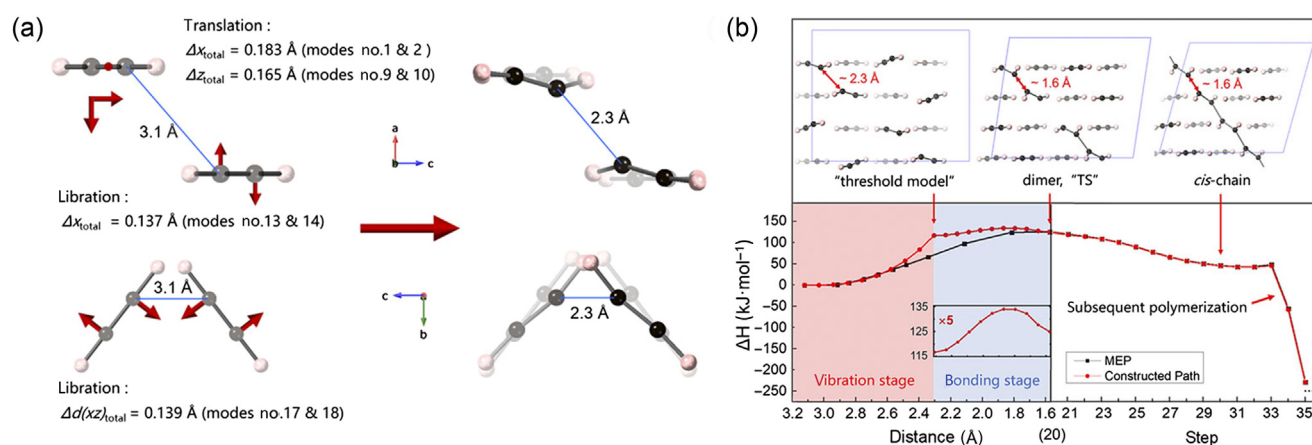 (a)
Translation :
Δx_total = 0.183 Å (modes no.1 & 2 )
Δz_total = 0.165 Å (modes no.9 & 10)
3.1 Å
2.3 Å
a
b
c
Libration :
Δx_total = 0.137 Å (modes no.13 & 14)
3.1 Å
c
b
2.3 Å
Libration :
Δd(xz)_total = 0.139 Å (modes no.17 & 18)
(b)
~ 2.3 Å
~ 1.6 Å
~ 1.6 Å
"threshold model"
dimer, "TS"
cis-chain
ΔH (kJ·mol⁻¹)
150
100
50
0
-50
-100
-150
-200
-250
×5
135
125
115
Vibration stage
Bonding stage
Subsequent polymerization
MEP
Constructed Path
...
3.2 3.0 2.8 2.6 2.4 2.2 2.0 1.8 1.6 21 23 25 27 29 31 33 35
(20)
Distance (Å)
Step